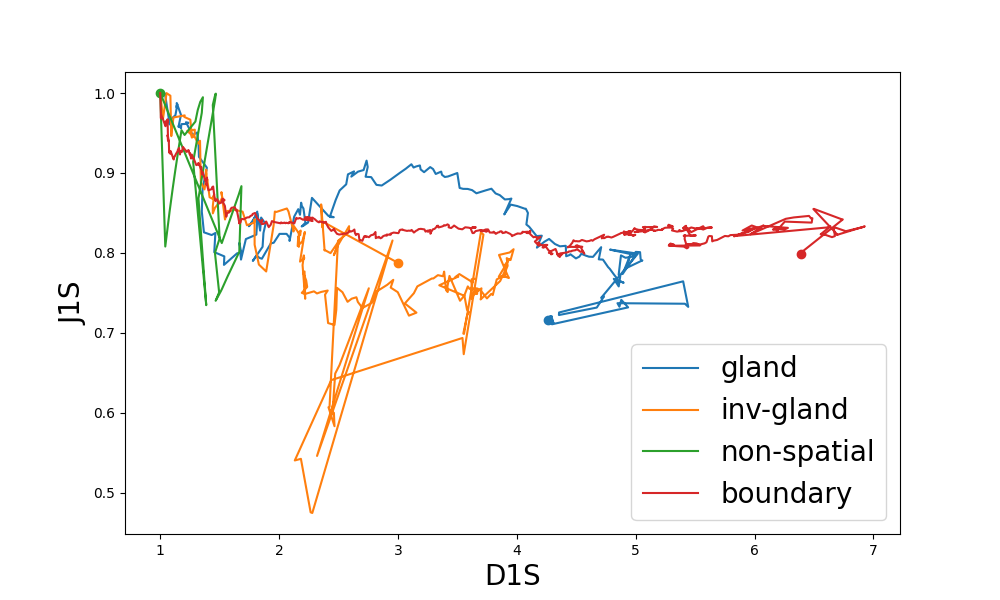 1.0
0.9
0.8
0.7
0.6
0.5
J1S
gland
inv-gland
non-spatial
boundary
1 2 3 4 5 6 7
D1S